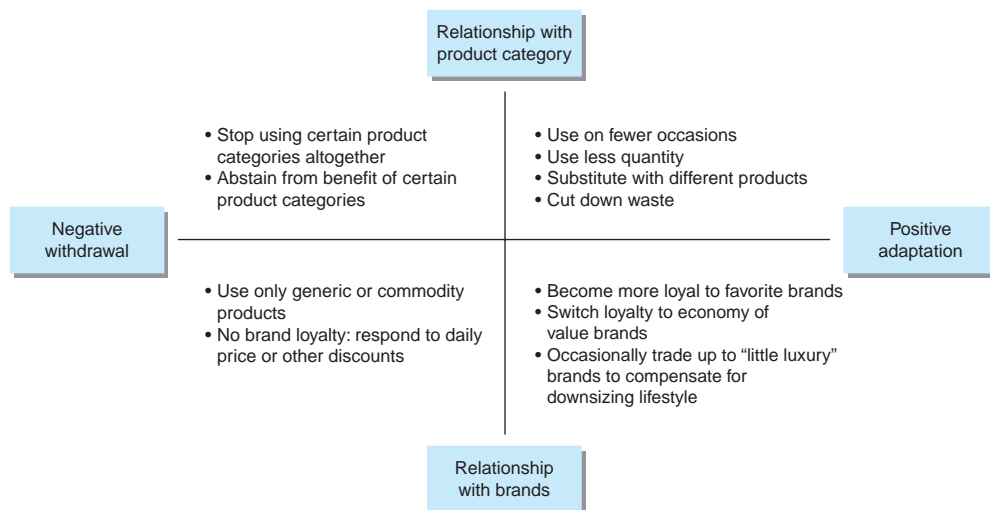 Relationship with
product category
• Stop using certain product
categories altogether
• Abstain from benefit of certain
product categories
• Use on fewer occasions
• Use less quantity
• Substitute with different products
• Cut down waste
Negative
withdrawal
Positive
adaptation
• Use only generic or commodity
products
• No brand loyalty: respond to daily
price or other discounts
• Become more loyal to favorite brands
• Switch loyalty to economy of
value brands
• Occasionally trade up to “little luxury”
brands to compensate for
downsizing lifestyle
Relationship
with brands